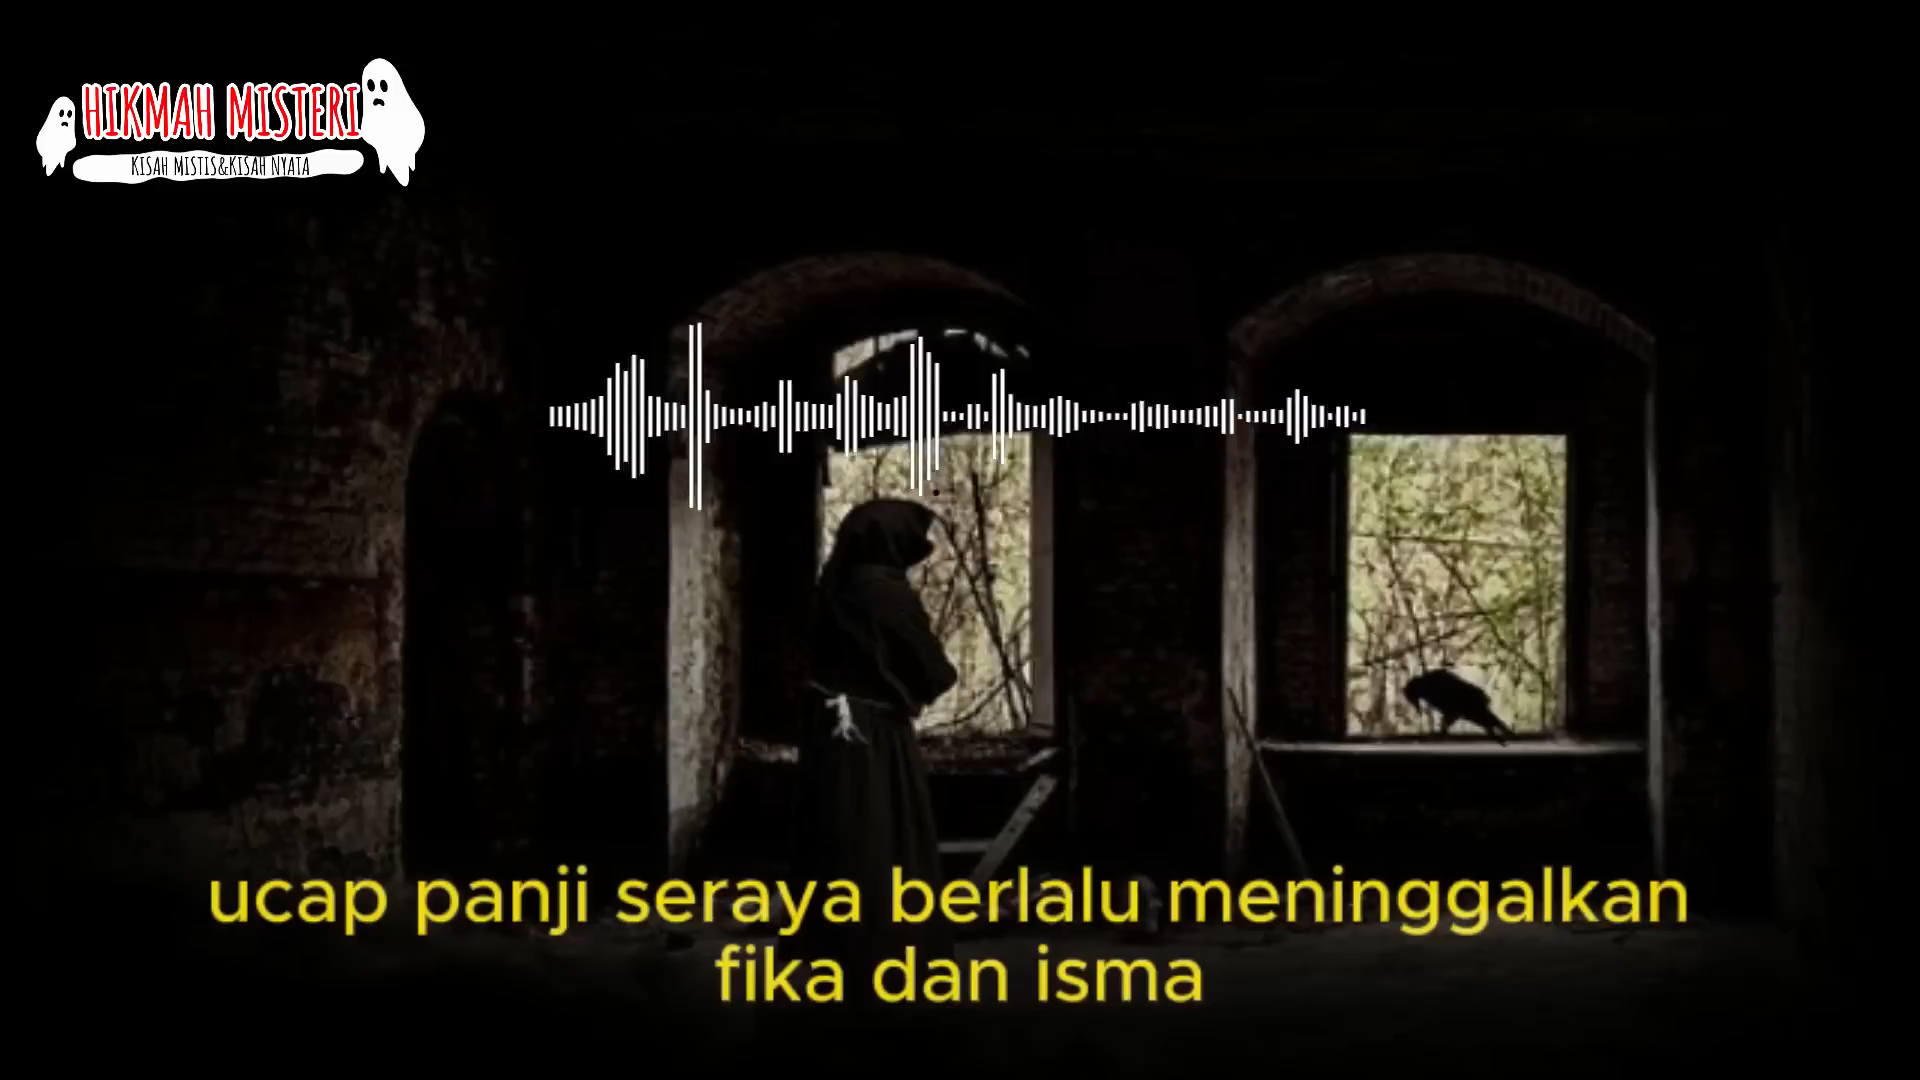 HIKMAH MISTERI
KISAH MISTIS&KISAH NYATA
ucap panji seraya berlalu meninggalkan
fika dan isma